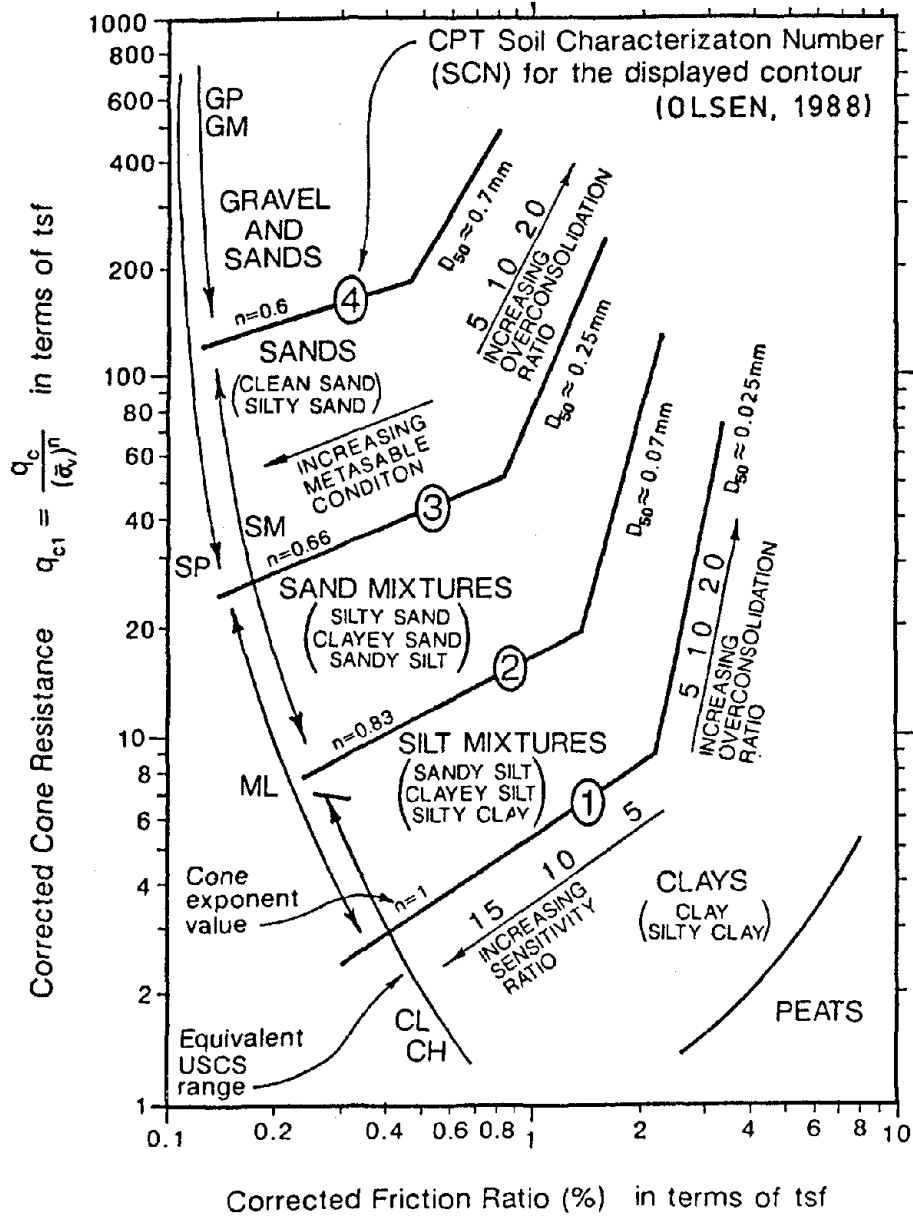 1000
800
600
400
200
100
80
60
40
20
10
8
6
4
2
1
Corrected Cone Resistance q_c1 = q_c / (σ̄_v)^n in terms of tsf
CPT Soil Characterizaton Number
(SCN) for the displayed contour
(OLSEN, 1988)
GP
GM
GRAVEL
AND
SANDS
n=0.6
4
D50≈0.7mm
5 10 20
INCREASING
OVERCONSOLIDATION
RATIO
SANDS
(CLEAN SAND
SILTY SAND)
D50≈0.25mm
INCREASING
METASABLE
CONDITON
3
SM
n=0.66
SP
D50≈0.07mm
D50≈0.025mm
SAND MIXTURES
(SILTY SAND
CLAYEY SAND
SANDY SILT)
2
n=0.83
5 10 20
INCREASING
OVERCONSOLIDATION
RATIO
SILT MIXTURES
(SANDY SILT
CLAYEY SILT
SILTY CLAY)
ML
1
15 10 5
INCREASING
SENSITIVITY
RATIO
n=1
Cone
exponent
value
CLAYS
(CLAY
SILTY CLAY)
PEATS
CL
CH
Equivalent
USCS
range
0.1 0.2 0.4 0.6 0.8 1 2 4 6 8 10
Corrected Friction Ratio (%) in terms of tsf